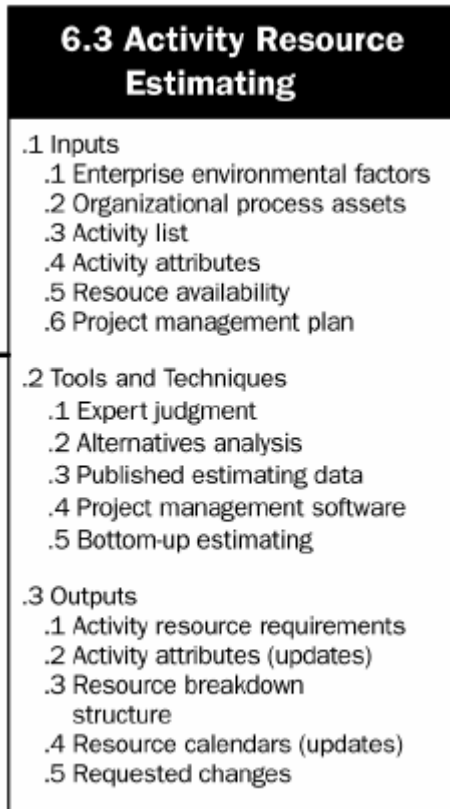 6.3 Activity Resource
Estimating
.1 Inputs
.1 Enterprise environmental factors
.2 Organizational process assets
.3 Activity list
.4 Activity attributes
.5 Resouce availability
.6 Project management plan
.2 Tools and Techniques
.1 Expert judgment
.2 Alternatives analysis
.3 Published estimating data
.4 Project management software
.5 Bottom-up estimating
.3 Outputs
.1 Activity resource requirements
.2 Activity attributes (updates)
.3 Resource breakdown
structure
.4 Resource calendars (updates)
.5 Requested changes